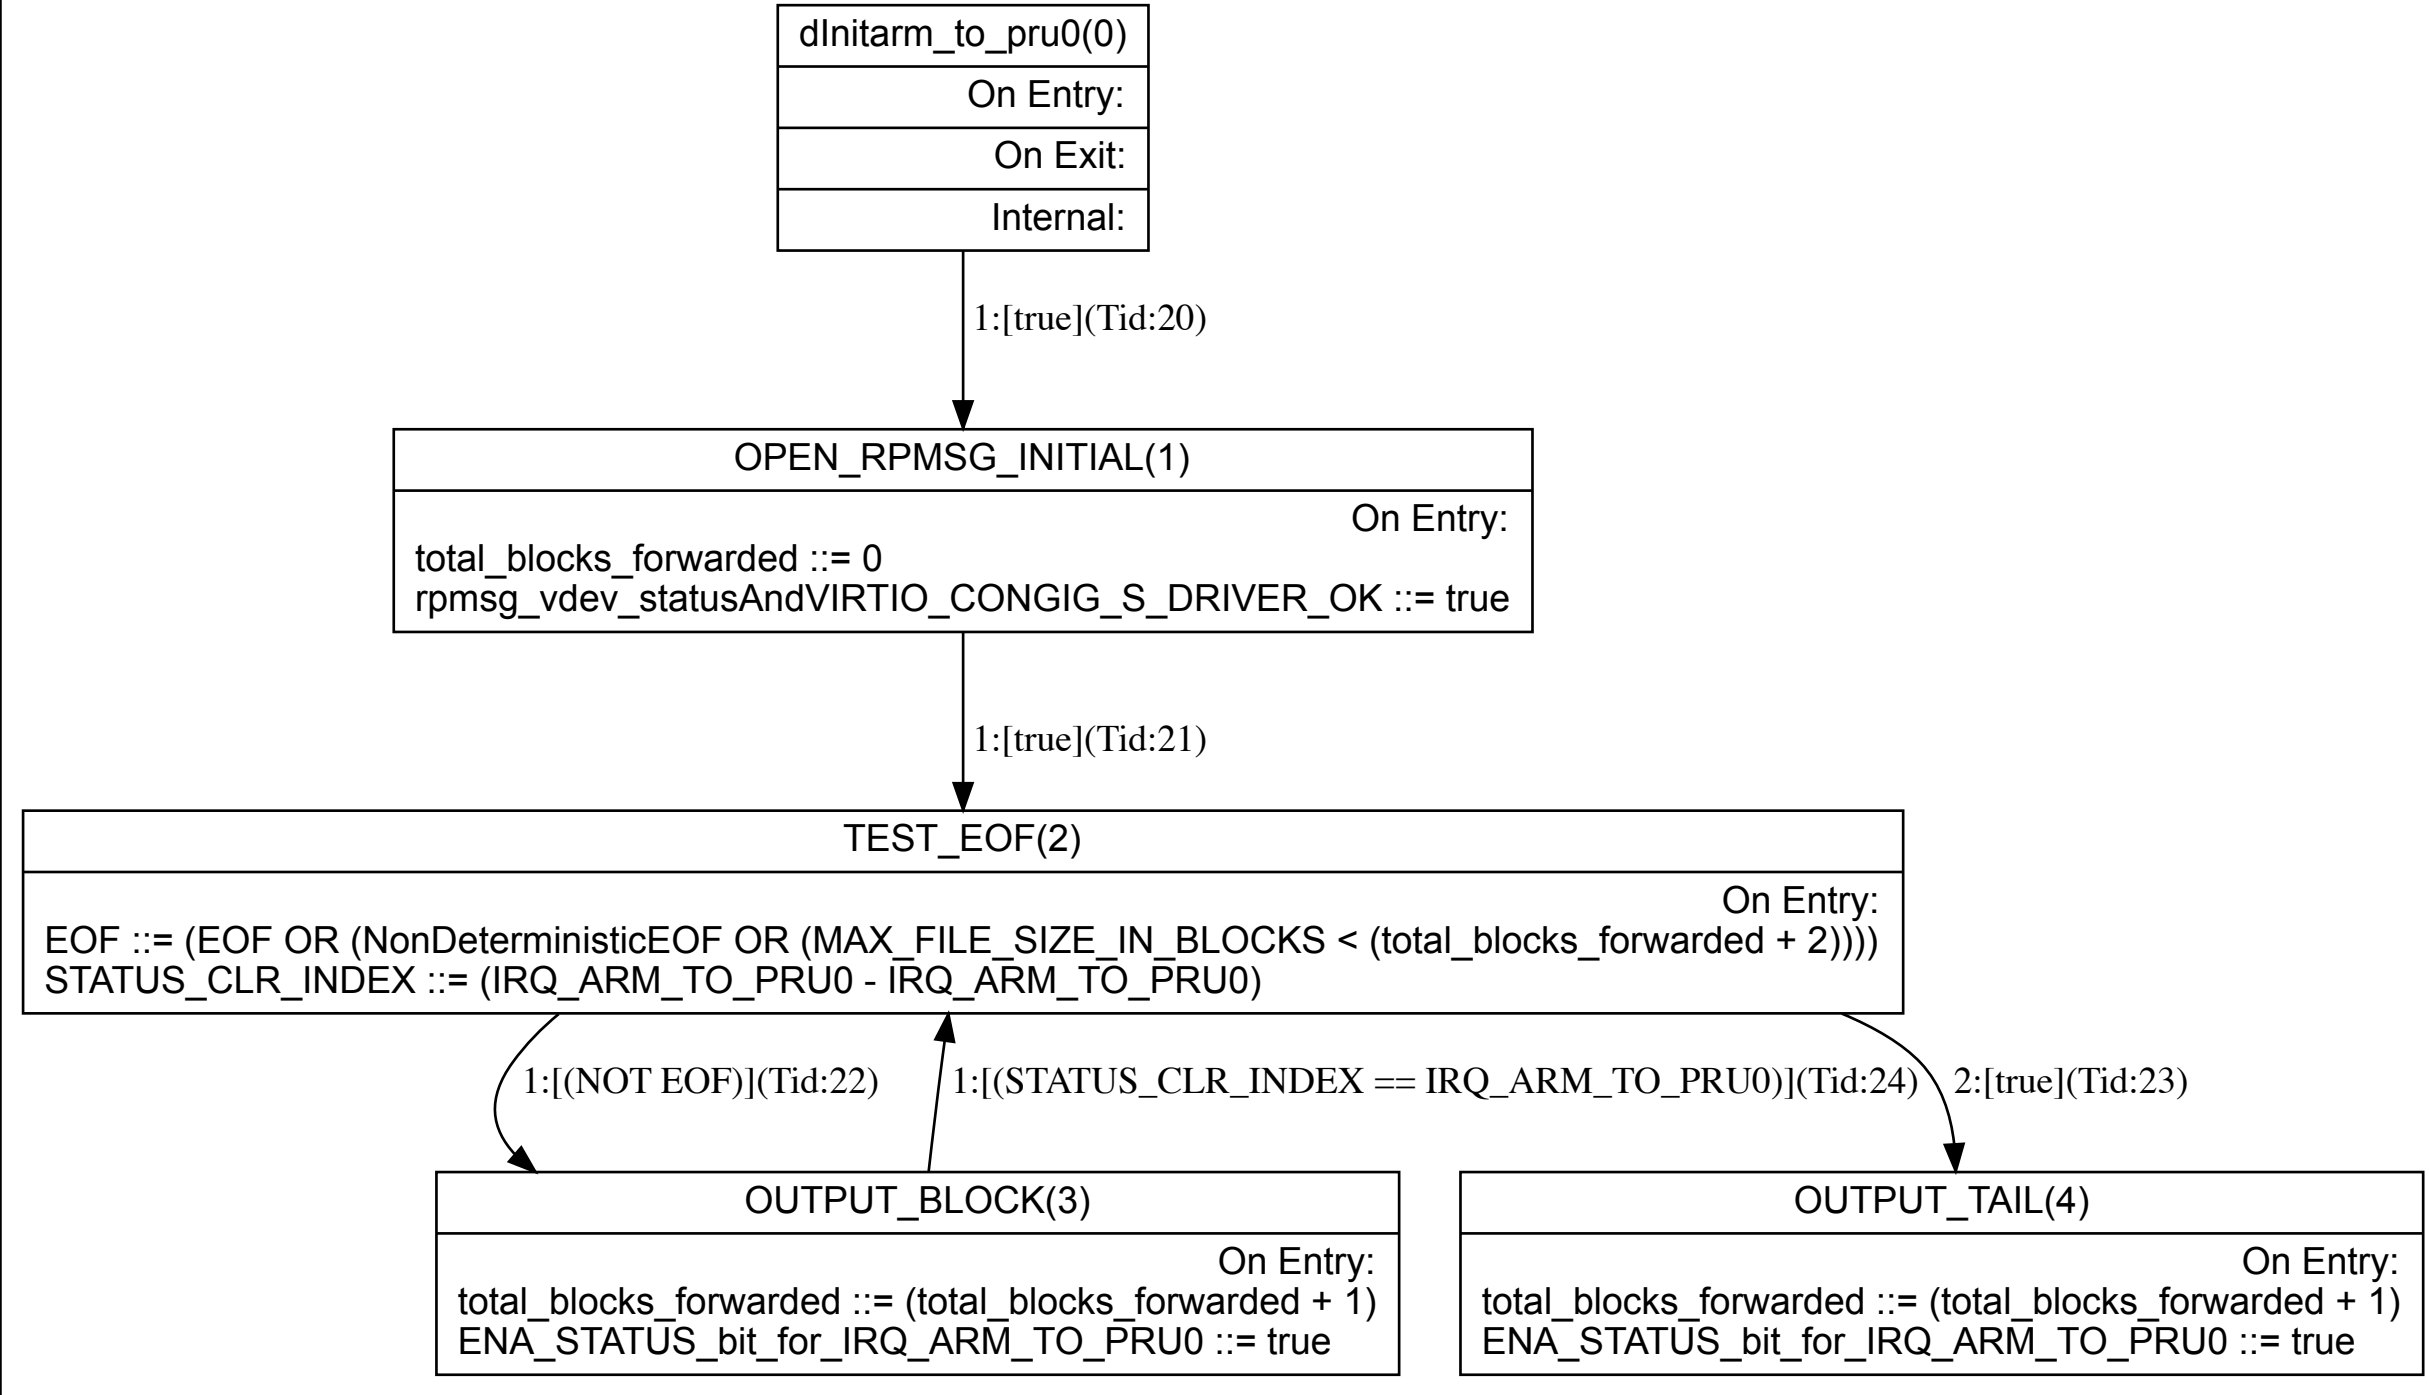 dInitarm_to_pru0(0)
On Entry:
On Exit:
Internal:
1:[true](Tid:20)
OPEN_RPMSG_INITIAL(1)
On Entry:
total_blocks_forwarded ::= 0
rpmsg_vdev_statusAndVIRTIO_CONGIG_S_DRIVER_OK ::= true
1:[true](Tid:21)
TEST_EOF(2)
On Entry:
EOF ::= (EOF OR (NonDeterministicEOF OR (MAX_FILE_SIZE_IN_BLOCKS < (total_blocks_forwarded + 2))))
STATUS_CLR_INDEX ::= (IRQ_ARM_TO_PRU0 - IRQ_ARM_TO_PRU0)
1:[(NOT EOF)](Tid:22)
1:[(STATUS_CLR_INDEX == IRQ_ARM_TO_PRU0)](Tid:24)
2:[true](Tid:23)
OUTPUT_BLOCK(3)
On Entry:
total_blocks_forwarded ::= (total_blocks_forwarded + 1)
ENA_STATUS_bit_for_IRQ_ARM_TO_PRU0 ::= true
OUTPUT_TAIL(4)
On Entry:
total_blocks_forwarded ::= (total_blocks_forwarded + 1)
ENA_STATUS_bit_for_IRQ_ARM_TO_PRU0 ::= true